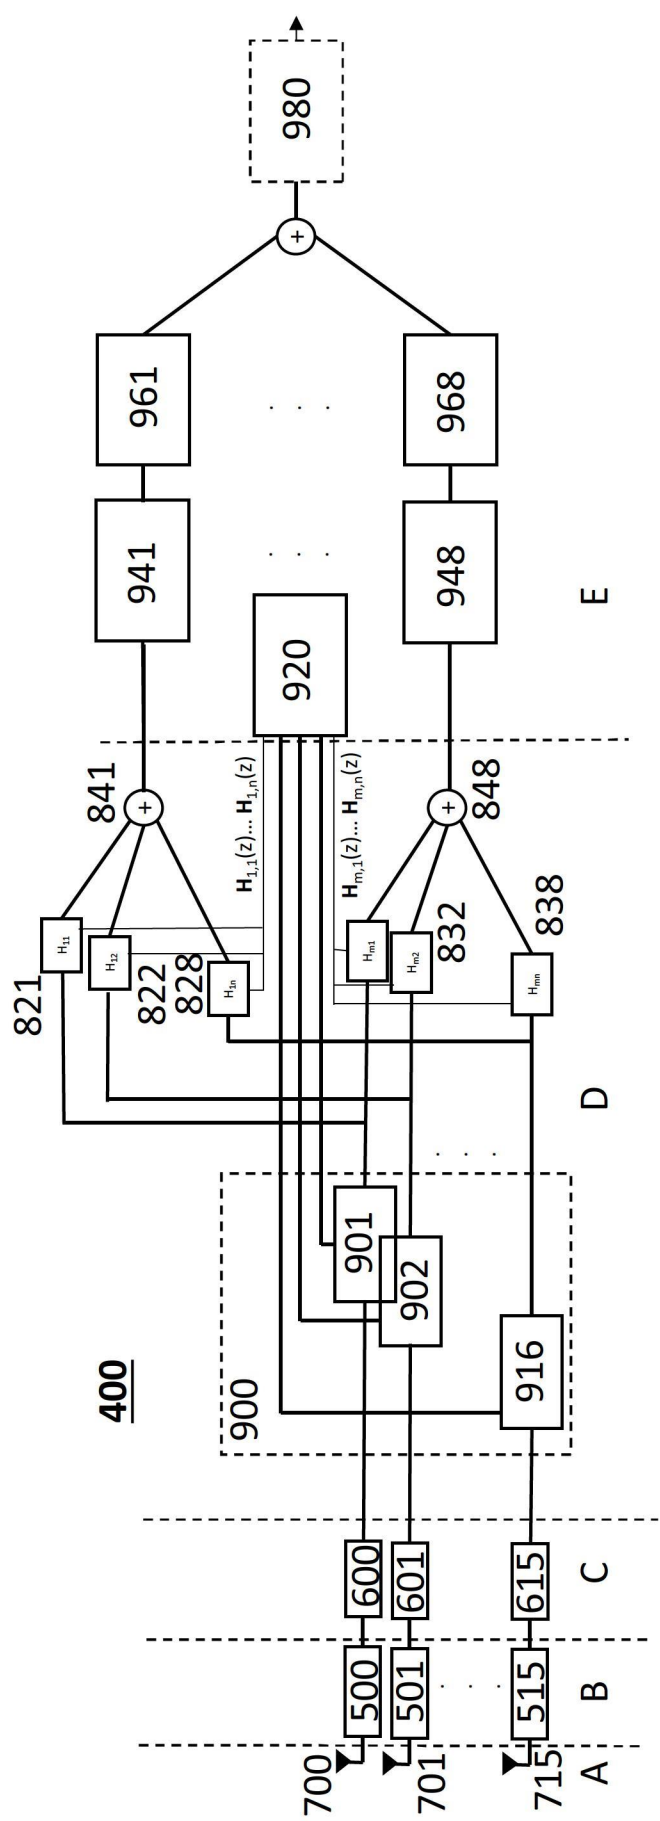 400
700
701
715
A
500
501
. . .
515
B
600
601
615
C
900
901
902
916
. . .
D
821
H11
H12
822
828
H1n
841
+
H1,1(z)... H1,n(z)
Hm,1(z)... Hm,n(z)
Hm1
Hm2
832
Hmn
838
+
848
920
E
941
. . .
948
961
. . .
968
+
980